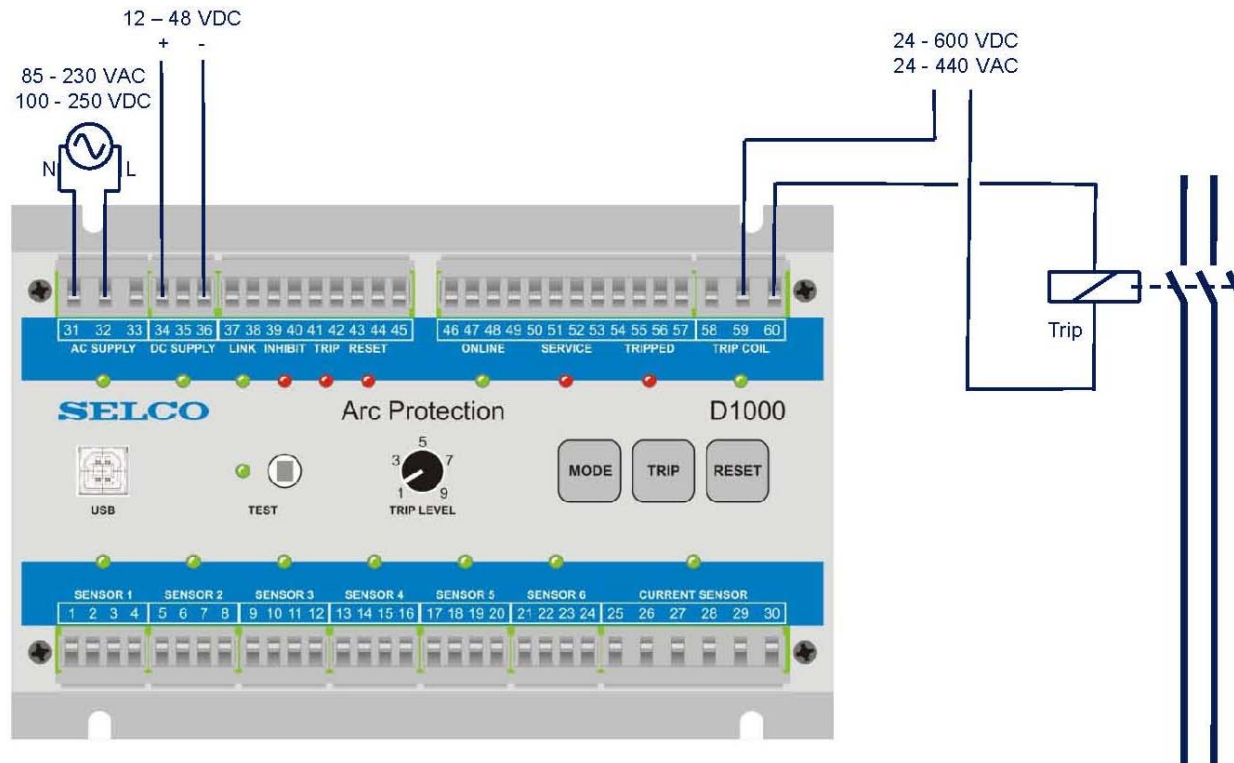 12 – 48 VDC
+ -
85 - 230 VAC
100 - 250 VDC
N L
24 - 600 VDC
24 - 440 VAC
Trip
31 32 33 34 35 36 37 38 39 40 41 42 43 44 45 46 47 48 49 50 51 52 53 54 55 56 57 58 59 60
AC SUPPLY DC SUPPLY LINK INHIBIT TRIP RESET ONLINE SERVICE TRIPPED TRIP COIL
SELCO Arc Protection D1000
5
3 7
1 9
MODE TRIP RESET
USB TEST TRIP LEVEL
SENSOR 1 SENSOR 2 SENSOR 3 SENSOR 4 SENSOR 5 SENSOR 6 CURRENT SENSOR
1 2 3 4 5 6 7 8 9 10 11 12 13 14 15 16 17 18 19 20 21 22 23 24 25 26 27 28 29 30